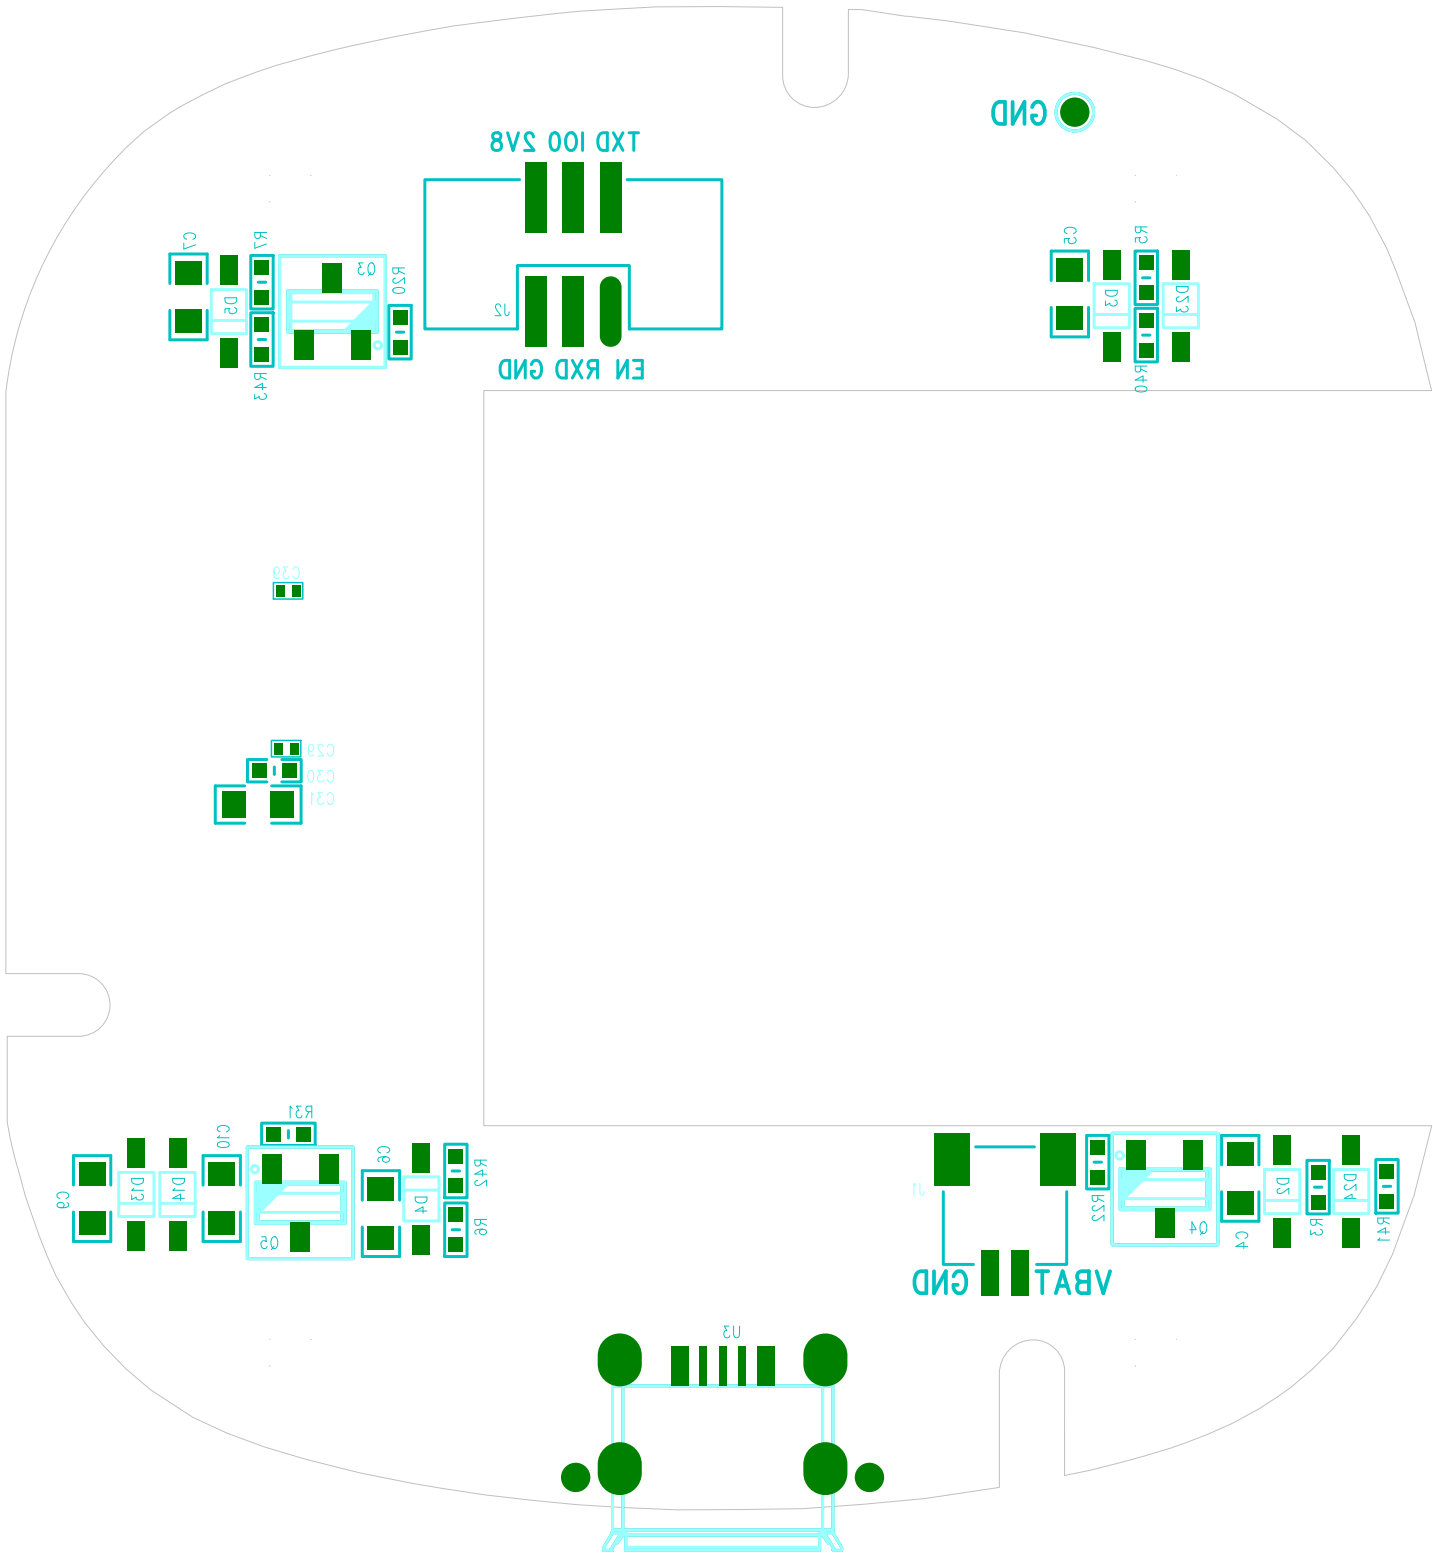 GND
TXD IO0 2V8
C7
R7
Q3
R20
D5
J2
R43
EN RXD GND
C5
R5
D3
D23
R40
C39
C29
C30
C31
R31
C10
C6
C9
D13
D14
D4
R42
R6
Q5
J1
R22
Q4
C4
D2
R3
D24
R41
VBAT GND
U3